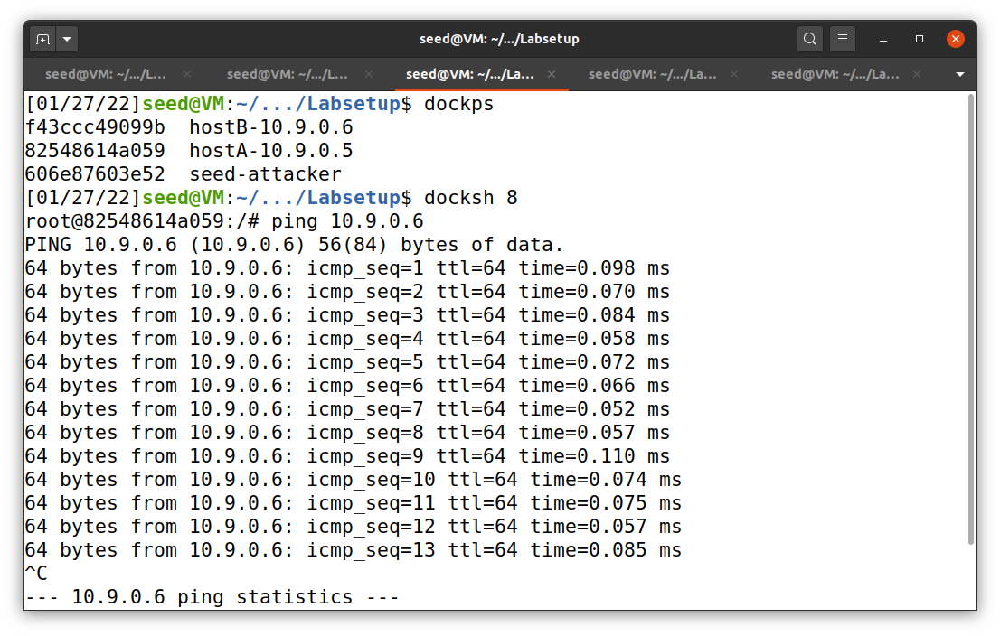 seed@VM: ~/.../Labsetup
seed@VM: ~/.../L... seed@VM: ~/.../L... seed@VM: ~/.../La... seed@VM: ~/.../La... seed@VM: ~/.../La...
[01/27/22]seed@VM:~/.../Labsetup$ dockps
f43ccc49099b  hostB-10.9.0.6
82548614a059  hostA-10.9.0.5
606e87603e52  seed-attacker
[01/27/22]seed@VM:~/.../Labsetup$ docksh 8
root@82548614a059:/# ping 10.9.0.6
PING 10.9.0.6 (10.9.0.6) 56(84) bytes of data.
64 bytes from 10.9.0.6: icmp_seq=1 ttl=64 time=0.098 ms
64 bytes from 10.9.0.6: icmp_seq=2 ttl=64 time=0.070 ms
64 bytes from 10.9.0.6: icmp_seq=3 ttl=64 time=0.084 ms
64 bytes from 10.9.0.6: icmp_seq=4 ttl=64 time=0.058 ms
64 bytes from 10.9.0.6: icmp_seq=5 ttl=64 time=0.072 ms
64 bytes from 10.9.0.6: icmp_seq=6 ttl=64 time=0.066 ms
64 bytes from 10.9.0.6: icmp_seq=7 ttl=64 time=0.052 ms
64 bytes from 10.9.0.6: icmp_seq=8 ttl=64 time=0.057 ms
64 bytes from 10.9.0.6: icmp_seq=9 ttl=64 time=0.110 ms
64 bytes from 10.9.0.6: icmp_seq=10 ttl=64 time=0.074 ms
64 bytes from 10.9.0.6: icmp_seq=11 ttl=64 time=0.075 ms
64 bytes from 10.9.0.6: icmp_seq=12 ttl=64 time=0.057 ms
64 bytes from 10.9.0.6: icmp_seq=13 ttl=64 time=0.085 ms
^C
--- 10.9.0.6 ping statistics ---